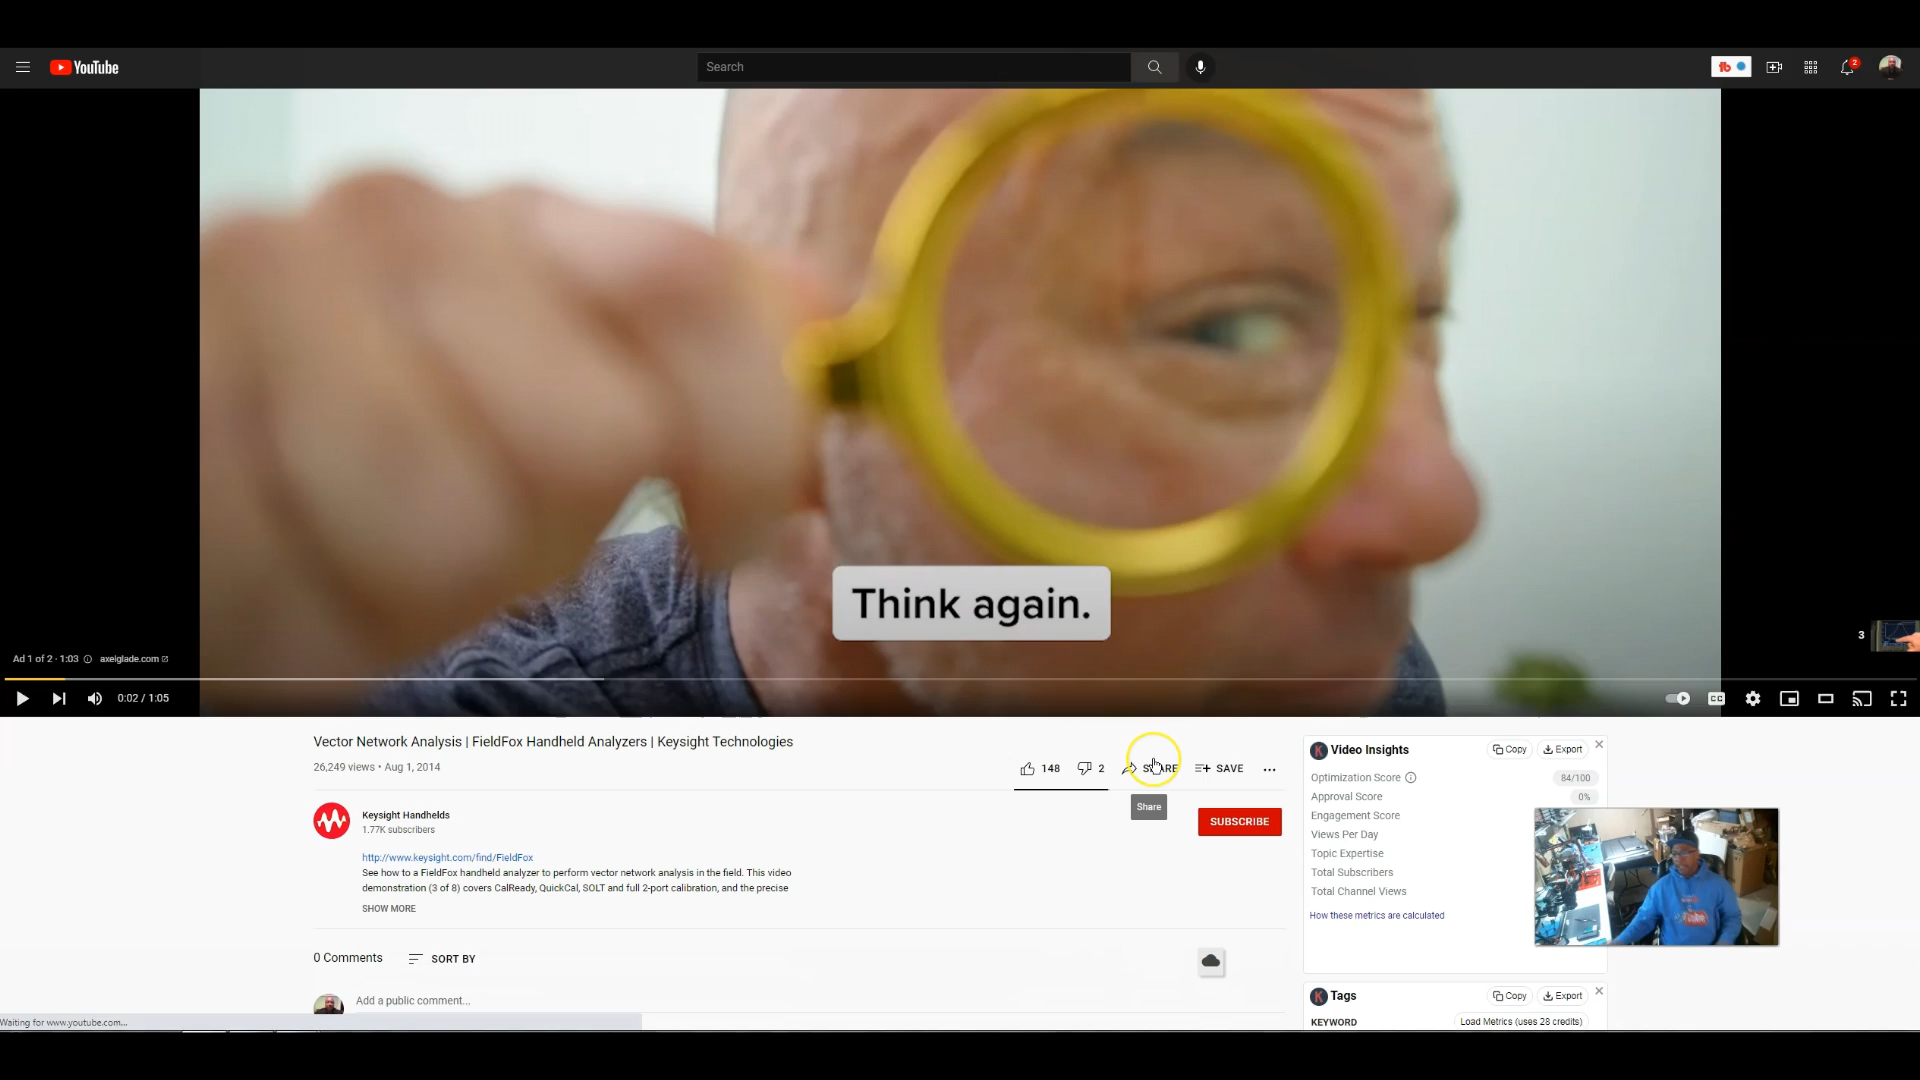 YouTube
Search
2
Think again.
3
Ad 1 of 2 · 1:03
axelglade.com
0:02 / 1:05
CC
Vector Network Analysis | FieldFox Handheld Analyzers | Keysight Technologies
26,249 views • Aug 1, 2014
148
2
SHARE
SAVE
Share
Keysight Handhelds
1.77K subscribers
SUBSCRIBE
http://www.keysight.com/find/FieldFox
See how to a FieldFox handheld analyzer to perform vector network analysis in the field. This video
demonstration (3 of 8) covers CalReady, QuickCal, SOLT and full 2-port calibration, and the precise
SHOW MORE
0 Comments
SORT BY
Add a public comment...
Waiting for www.youtube.com...
K Video Insights
Copy
Export
Optimization Score
84/100
Approval Score
0%
Engagement Score
Views Per Day
Topic Expertise
Total Subscribers
Total Channel Views
How these metrics are calculated
K Tags
Copy
Export
KEYWORD
Load Metrics (uses 28 credits)